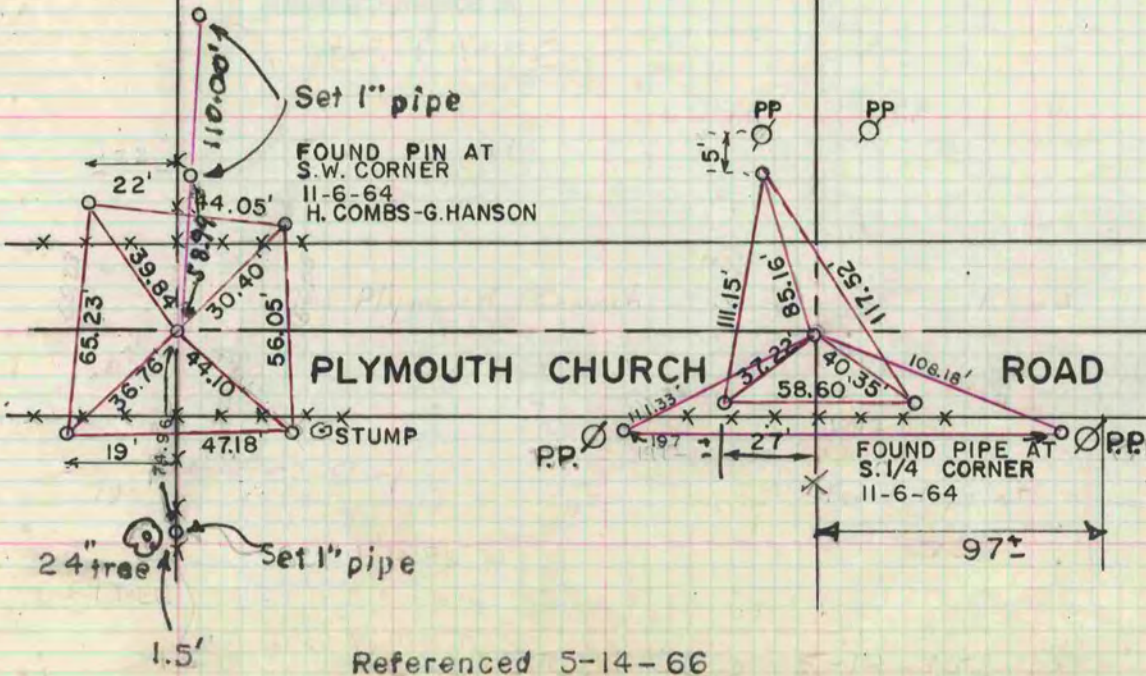 110.00'
Set 1" pipe
PP
PP
5'
FOUND PIN AT
S.W. CORNER
11-6-64
H. COMBS-G. HANSON
22'
44.05'
58.99'
39.84'
30.40'
65.23'
56.05'
36.76'
44.10'
111.15'
85.16'
117.52'
37.22'
40.35'
PLYMOUTH CHURCH ROAD
58.60'
111.33'
108.18'
19'
47.18'
STUMP
P.P.
197
27'
P.P.
FOUND PIPE AT
S.1/4 CORNER
11-6-64
74.96
97±
24" tree
Set 1" pipe
1.5'
Referenced 5-14-66